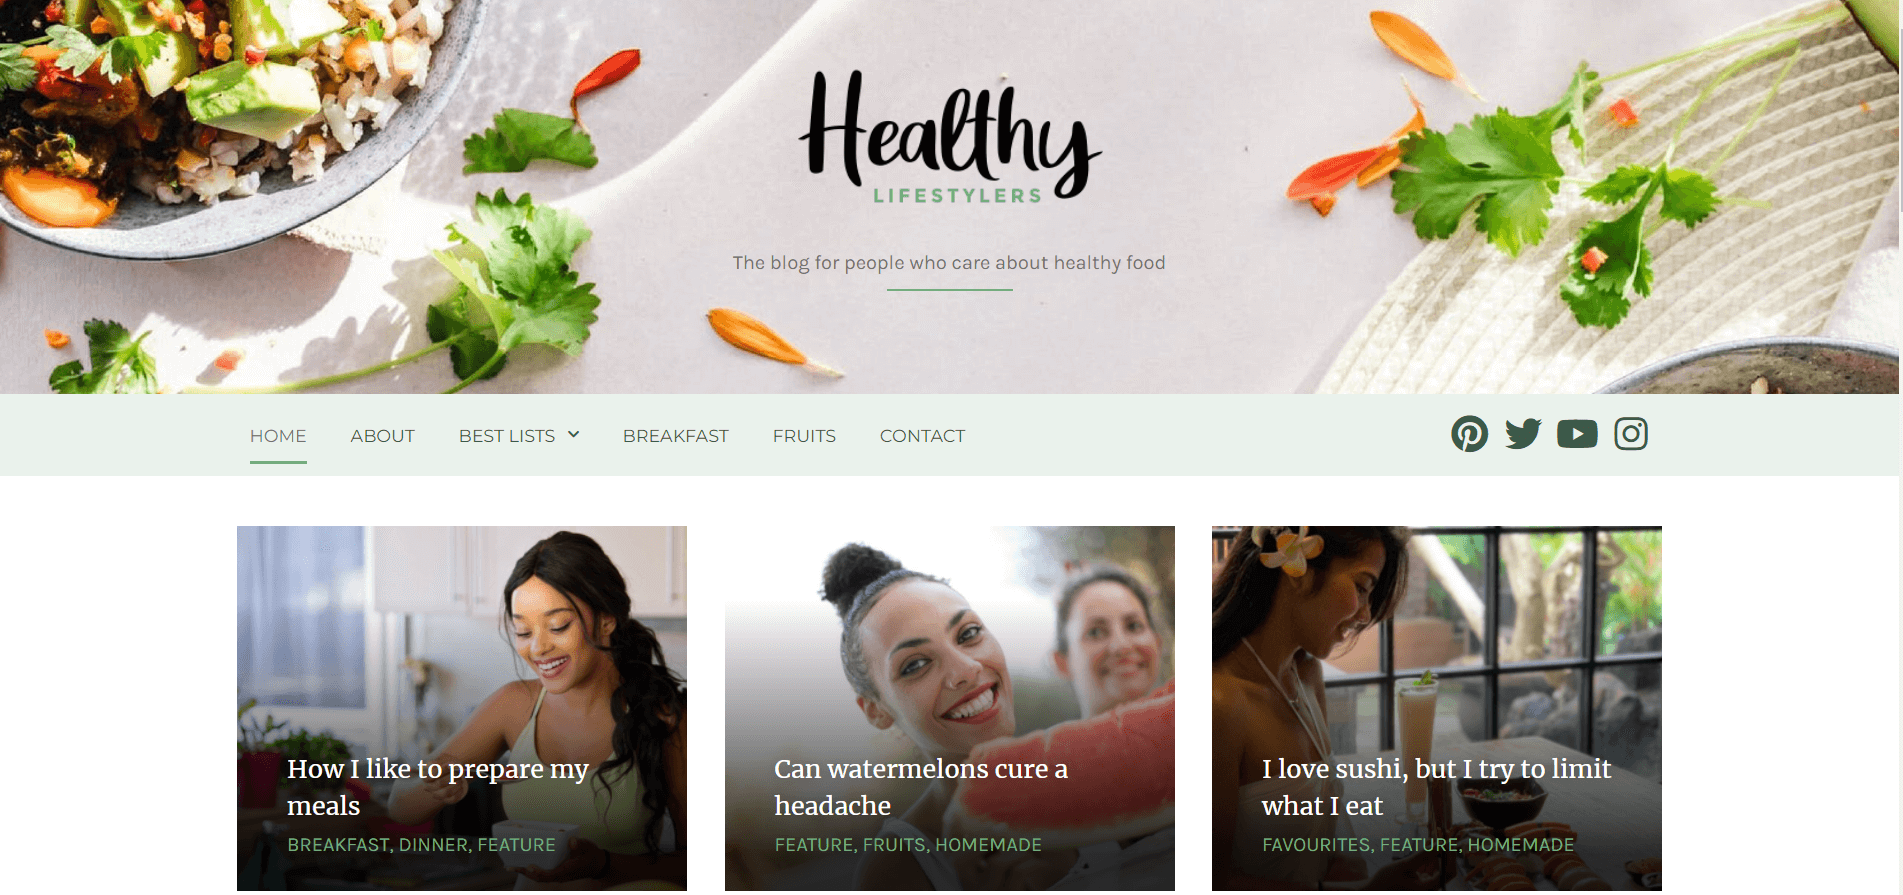 Healthy
LIFESTYLERS
The blog for people who care about healthy food
HOME ABOUT BEST LISTS BREAKFAST FRUITS CONTACT
How I like to prepare my
meals
BREAKFAST, DINNER, FEATURE
Can watermelons cure a
headache
FEATURE, FRUITS, HOMEMADE
I love sushi, but I try to limit
what I eat
FAVOURITES, FEATURE, HOMEMADE